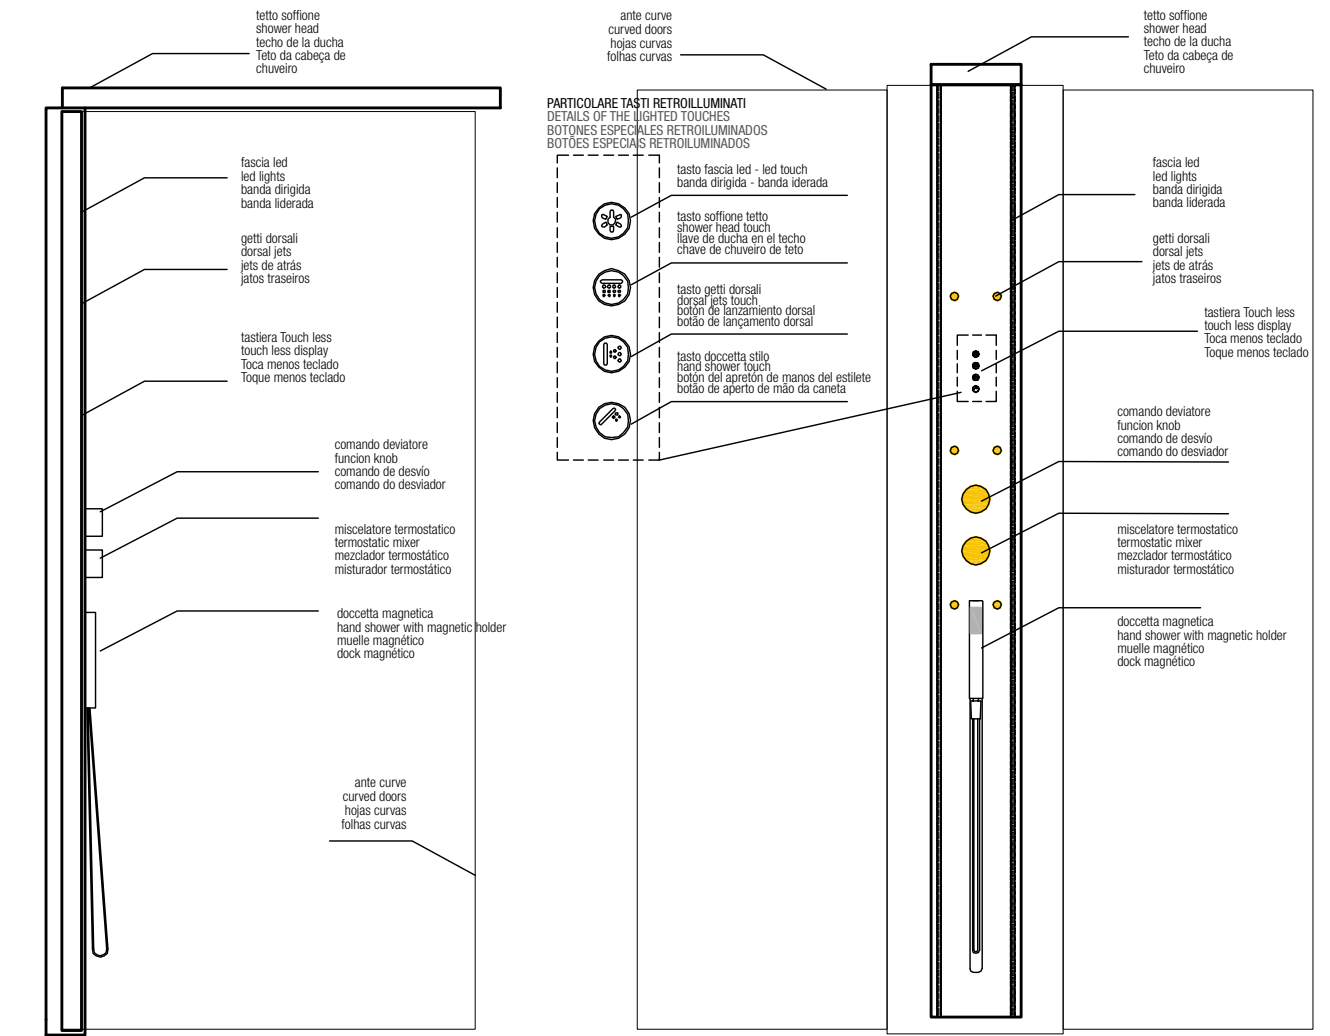 tetto soffione
shower head
techo de la ducha
Teto da cabeça de
chuveiro
fascia led
led lights
banda dirigida
banda liderada
getti dorsali
dorsal jets
jets de atrás
jatos traseiros
tastiera Touch less
touch less display
Toca menos teclado
Toque menos teclado
comando deviatore
funcion knob
comando de desvío
comando do desviador
miscelatore termostatico
termostatic mixer
mezclador termostático
misturador termostático
doccetta magnetica
hand shower with magnetic holder
muelle magnético
dock magnético
ante curve
curved doors
hojas curvas
folhas curvas
ante curve
curved doors
hojas curvas
folhas curvas
PARTICOLARE TASTI RETROILLUMINATI
DETAILS OF THE LIGHTED TOUCHES
BOTONES ESPECIALES RETROILUMINADOS
BOTÕES ESPECIAIS RETROILUMINADOS
tasto fascia led - led touch
banda dirigida - banda iderada
tasto soffione tetto
shower head touch
llave de ducha en el techo
chave de chuveiro de teto
tasto getti dorsali
dorsal jets touch
botón de lanzamiento dorsal
botão de lançamento dorsal
tasto doccetta stilo
hand shower touch
botón del apretón de manos del estilete
botão de aperto de mão da caneta
tetto soffione
shower head
techo de la ducha
Teto da cabeça de
chuveiro
fascia led
led lights
banda dirigida
banda liderada
getti dorsali
dorsal jets
jets de atrás
jatos traseiros
tastiera Touch less
touch less display
Toca menos teclado
Toque menos teclado
comando deviatore
funcion knob
comando de desvío
comando do desviador
miscelatore termostatico
termostatic mixer
mezclador termostático
misturador termostático
doccetta magnetica
hand shower with magnetic holder
muelle magnético
dock magnético